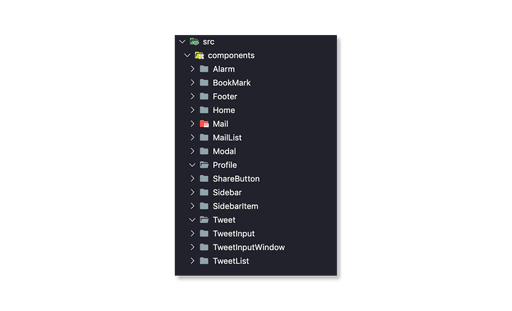 src
components
Alarm
BookMark
Footer
Home
Mail
MailList
Modal
Profile
ShareButton
Sidebar
SidebarItem
Tweet
TweetInput
TweetInputWindow
TweetList